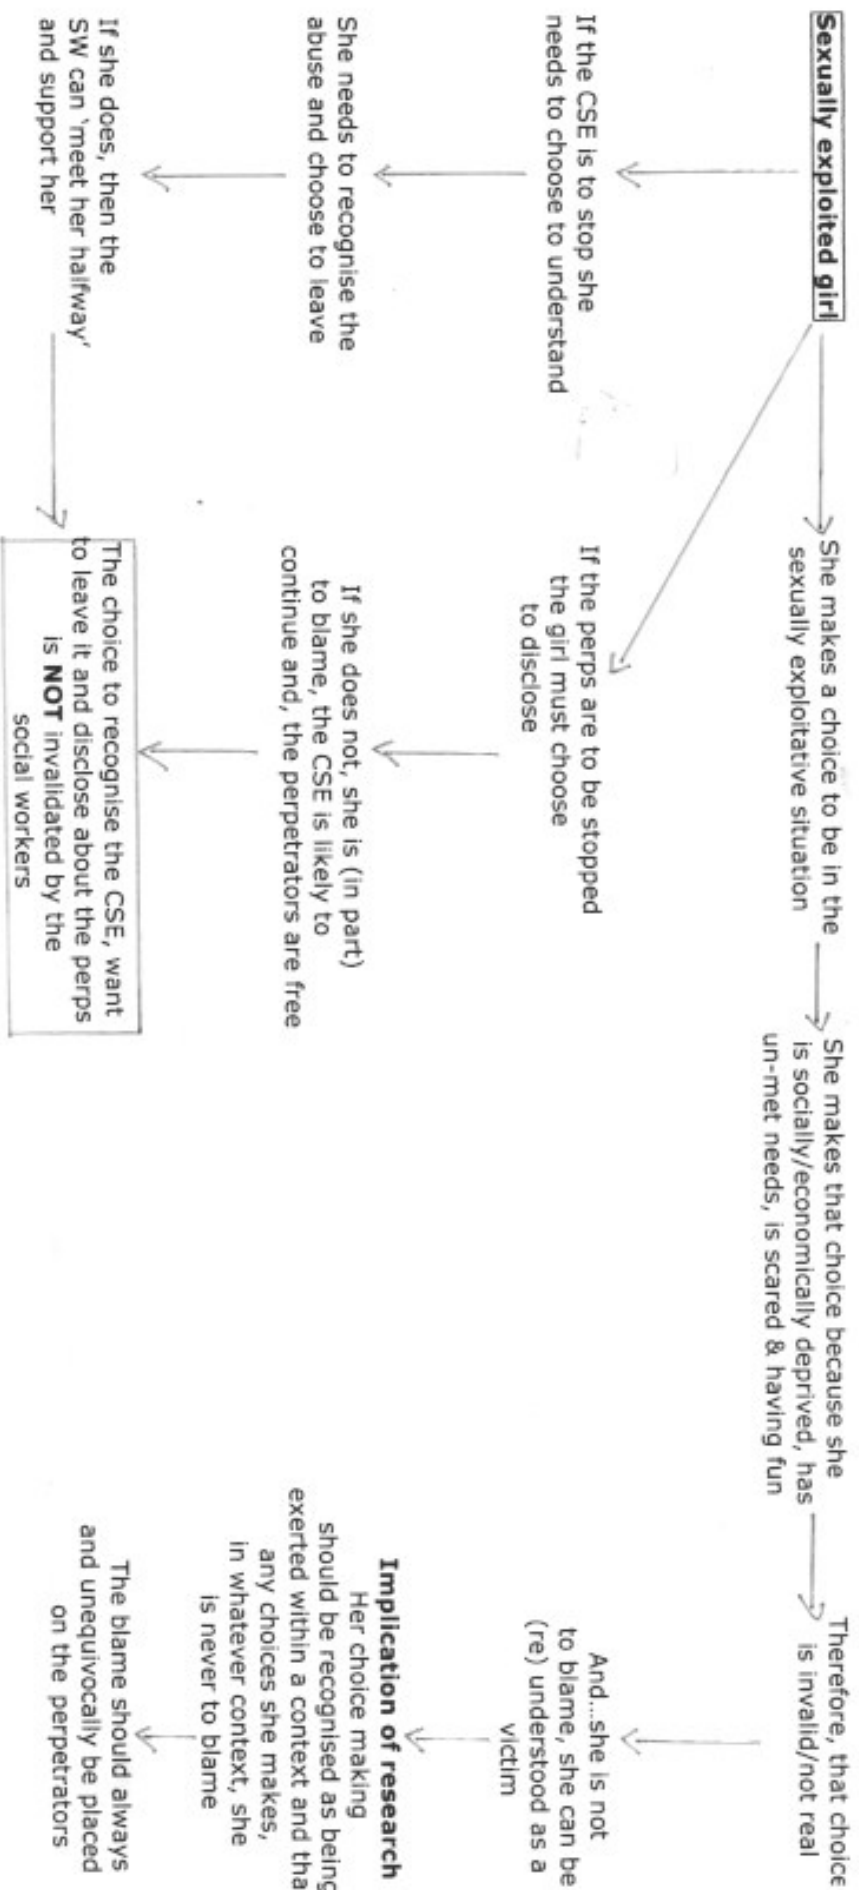 Sexually exploited girl
She makes a choice to be in the
sexually exploitative situation
She makes that choice because she
is socially/economically deprived, has
un-met needs, is scared & having fun
Therefore, that choice
is invalid/not real
And....she is not
to blame, she can be
(re) understood as a
victim
Implication of research
Her choice making
should be recognised as being
exerted within a context and tha
any choices she makes,
in whatever context, she
is never to blame
The blame should always
and unequivocally be placed
on the perpetrators
If the CSE is to stop she
needs to choose to understand
She needs to recognise the
abuse and choose to leave
If she does, then the
SW can 'meet her halfway'
and support her
If the perps are to be stopped
the girl must choose
to disclose
If she does not, she is (in part)
to blame, the CSE is likely to
continue and, the perpetrators are free
The choice to recognise the CSE, want
to leave it and disclose about the perps
is NOT invalidated by the
social workers